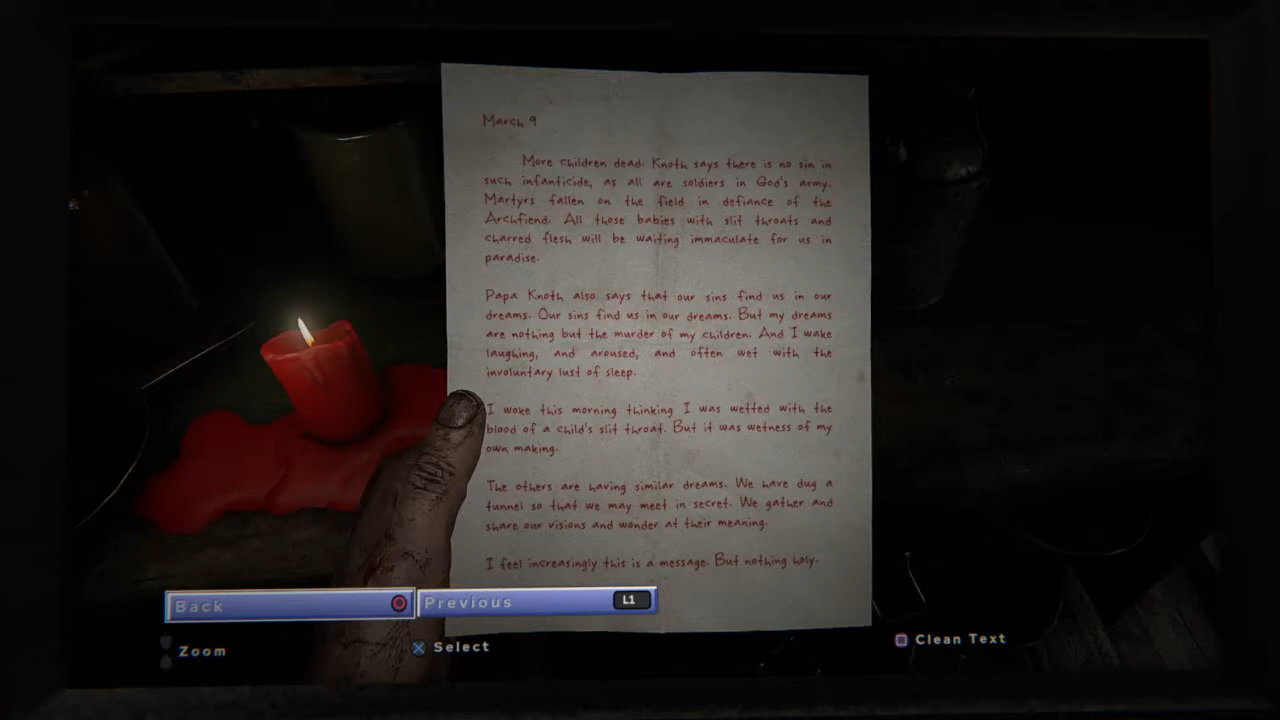 March 9
More children dead. Knoth says there is no sin in
such infanticide, as all are soldiers in God's army.
Martyrs fallen on the field in defiance of the
Archfiend. All those babies with slit throats and
charred flesh will be waiting immaculate for us in
paradise.
Papa Knoth also says that our sins find us in our
dreams. Our sins find us in our dreams. But my dreams
are nothing but the murder of my children. And I wake
laughing, and aroused, and often wet with the
involuntary lust of sleep.
I woke this morning thinking I was wetted with the
blood of a child's slit throat. But it was wetness of my
own making.
The others are having similar dreams. We have dug a
tunnel so that we may meet in secret. We gather and
share our visions and wonder at their meaning.
I feel increasingly this is a message. But nothing holy.
Back
Previous L1
Zoom
Select
Clean Text